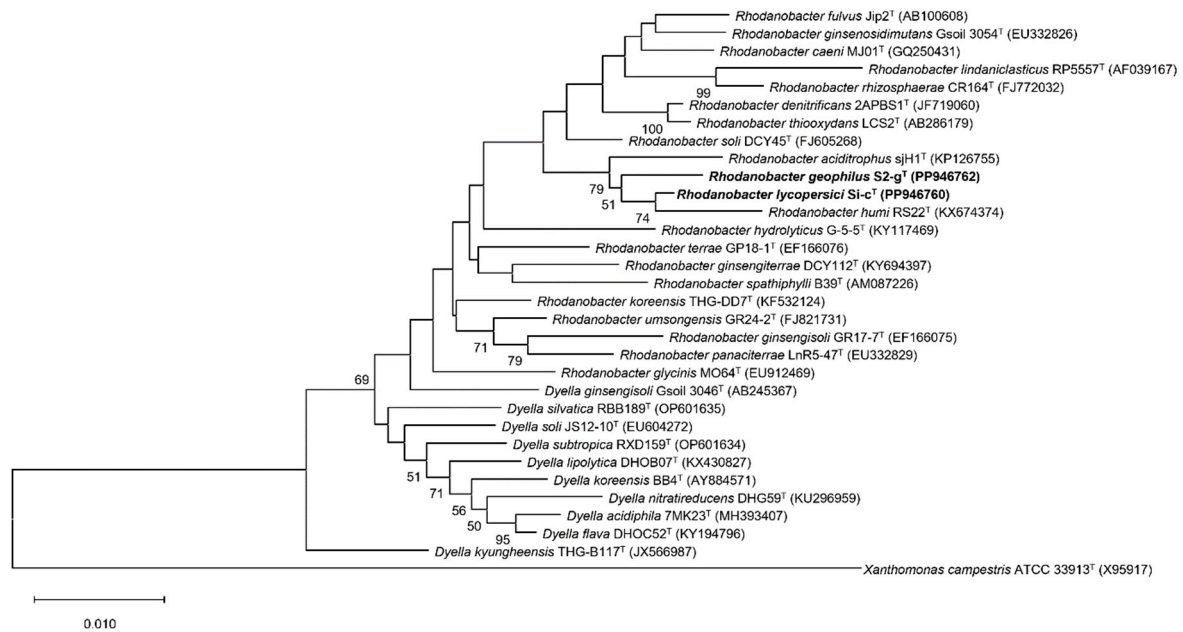 Rhodanobacter fulvus Jip2ᵀ (AB100608)
Rhodanobacter ginsenosidimutans Gsoil 3054ᵀ (EU332826)
Rhodanobacter caeni MJ01ᵀ (GQ250431)
Rhodanobacter lindaniclasticus RP5557ᵀ (AF039167)
Rhodanobacter rhizosphaerae CR164ᵀ (FJ772032)
99
Rhodanobacter denitrificans 2APBS1ᵀ (JF719060)
Rhodanobacter thiooxydans LCS2ᵀ (AB286179)
100
Rhodanobacter soli DCY45ᵀ (FJ605268)
Rhodanobacter aciditrophus sjH1ᵀ (KP126755)
Rhodanobacter geophilus S2-gᵀ (PP946762)
79
Rhodanobacter lycopersici Si-cᵀ (PP946760)
51
Rhodanobacter humi RS22ᵀ (KX674374)
74
Rhodanobacter hydrolyticus G-5-5ᵀ (KY117469)
Rhodanobacter terrae GP18-1ᵀ (EF166076)
Rhodanobacter ginsengiterrae DCY112ᵀ (KY694397)
Rhodanobacter spathiphylli B39ᵀ (AM087226)
Rhodanobacter koreensis THG-DD7ᵀ (KF532124)
Rhodanobacter umsongensis GR24-2ᵀ (FJ821731)
Rhodanobacter ginsengisoli GR17-7ᵀ (EF166075)
71
Rhodanobacter panaciterrae LnR5-47ᵀ (EU332829)
79
Rhodanobacter glycinis MO64ᵀ (EU912469)
69
Dyella ginsengisoli Gsoil 3046ᵀ (AB245367)
Dyella silvatica RBB189ᵀ (OP601635)
Dyella soli JS12-10ᵀ (EU604272)
Dyella subtropica RXD159ᵀ (OP601634)
Dyella lipolytica DHOB07ᵀ (KX430827)
51
Dyella koreensis BB4ᵀ (AY884571)
71
Dyella nitratireducens DHG59ᵀ (KU296959)
56
Dyella acidiphila 7MK23ᵀ (MH393407)
50
Dyella flava DHOC52ᵀ (KY194796)
95
Dyella kyungheensis THG-B117ᵀ (JX566987)
Xanthomonas campestris ATCC 33913ᵀ (X95917)
0.010